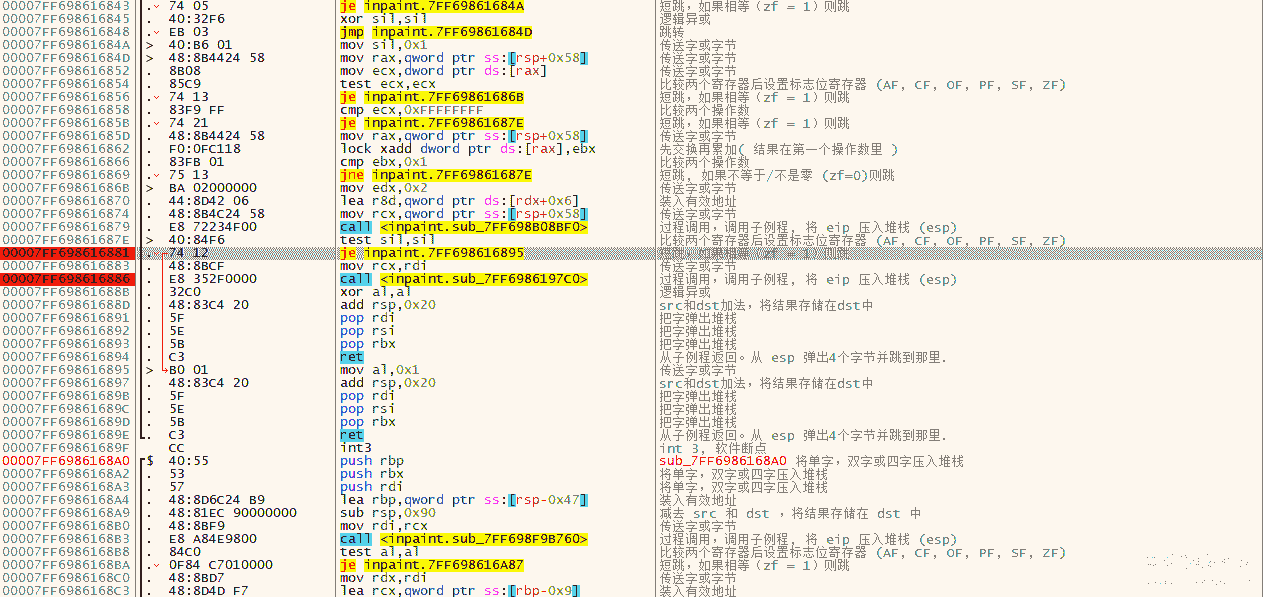 00007FF698616843 . 74 05 je inpaint.7FF69861684A 短跳，如果相等（zf = 1）则跳
00007FF698616845 . 40:32F6 xor sil,sil 逻辑异或
00007FF698616848 . EB 03 jmp inpaint.7FF69861684D 跳转
00007FF69861684A > 40:B6 01 mov sil,0x1 传送字或字节
00007FF69861684D > 48:8B4424 58 mov rax,qword ptr ss:[rsp+0x58] 传送字或字节
00007FF698616852 . 8B08 mov ecx,dword ptr ds:[rax] 传送字或字节
00007FF698616854 . 85C9 test ecx,ecx 比较两个寄存器后设置标志位寄存器 (AF, CF, OF, PF, SF, ZF)
00007FF698616856 . 74 13 je inpaint.7FF69861686B 短跳，如果相等（zf = 1）则跳
00007FF698616858 . 83F9 FF cmp ecx,0xFFFFFFFF 比较两个操作数
00007FF69861685B . 74 21 je inpaint.7FF69861687E 短跳，如果相等（zf = 1）则跳
00007FF69861685D . 48:8B4424 58 mov rax,qword ptr ss:[rsp+0x58] 传送字或字节
00007FF698616862 . F0:0FC118 lock xadd dword ptr ds:[rax],ebx 先交换再累加( 结果在第一个操作数里 )
00007FF698616866 . 83FB 01 cmp ebx,0x1 比较两个操作数
00007FF698616869 . 75 13 jne inpaint.7FF69861687E 短跳, 如果不等于/不是零 (zf=0)则跳
00007FF69861686B > BA 02000000 mov edx,0x2 传送字或字节
00007FF698616870 . 44:8D42 06 lea r8d,qword ptr ds:[rdx+0x6] 装入有效地址
00007FF698616874 . 48:8B4C24 58 mov rcx,qword ptr ss:[rsp+0x58] 传送字或字节
00007FF698616879 . E8 72234F00 call <inpaint.sub_7FF698B08BF0> 过程调用，调用子例程, 将 eip 压入堆栈 (esp)
00007FF69861687E > 40:84F6 test sil,sil 比较两个寄存器后设置标志位寄存器 (AF, CF, OF, PF, SF, ZF)
00007FF698616881 . 74 12 je inpaint.7FF698616895 短跳，如果相等（zf = 1）则跳
00007FF698616883 . 48:8BCF mov rcx,rdi 传送字或字节
00007FF698616886 . E8 352F0000 call <inpaint.sub_7FF6986197C0> 过程调用，调用子例程, 将 eip 压入堆栈 (esp)
00007FF69861688B . 32C0 xor al,al 逻辑异或
00007FF69861688D . 48:83C4 20 add rsp,0x20 src和dst加法，将结果存储在dst中
00007FF698616891 . 5F pop rdi 把字弹出堆栈
00007FF698616892 . 5E pop rsi 把字弹出堆栈
00007FF698616893 . 5B pop rbx 把字弹出堆栈
00007FF698616894 . C3 ret 从子例程返回。从 esp 弹出4个字节并跳到那里.
00007FF698616895 > B0 01 mov al,0x1 传送字或字节
00007FF698616897 . 48:83C4 20 add rsp,0x20 src和dst加法，将结果存储在dst中
00007FF69861689B . 5F pop rdi 把字弹出堆栈
00007FF69861689C . 5E pop rsi 把字弹出堆栈
00007FF69861689D . 5B pop rbx 把字弹出堆栈
00007FF69861689E . C3 ret 从子例程返回。从 esp 弹出4个字节并跳到那里.
00007FF69861689F CC int3 int 3, 软件断点
00007FF6986168A0 $ 40:55 push rbp sub_7FF6986168A0 将单字，双字或四字压入堆栈
00007FF6986168A2 . 53 push rbx 将单字，双字或四字压入堆栈
00007FF6986168A3 . 57 push rdi 将单字，双字或四字压入堆栈
00007FF6986168A4 . 48:8D6C24 B9 lea rbp,qword ptr ss:[rsp-0x47] 装入有效地址
00007FF6986168A9 . 48:81EC 90000000 sub rsp,0x90 减去 src 和 dst ，将结果存储在 dst 中
00007FF6986168B0 . 48:8BF9 mov rdi,rcx 传送字或字节
00007FF6986168B3 . E8 A84E9800 call <inpaint.sub_7FF698F9B760> 过程调用，调用子例程, 将 eip 压入堆栈 (esp)
00007FF6986168B8 . 84C0 test al,al 比较两个寄存器后设置标志位寄存器 (AF, CF, OF, PF, SF, ZF)
00007FF6986168BA . 0F84 C7010000 je inpaint.7FF698616A87 短跳，如果相等（zf = 1）则跳
00007FF6986168C0 . 48:8BD7 mov rdx,rdi 传送字或字节
00007FF6986168C3 . 48:8D4D F7 lea rcx,qword ptr ss:[rbp-0x9] 装入有效地址